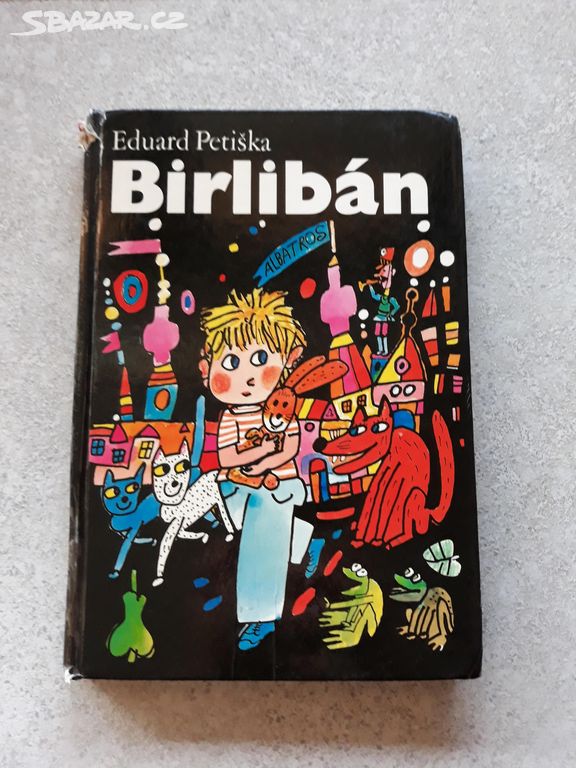 SBAZAR.CZ
Eduard Petiška
Birlibán
ALBATROS